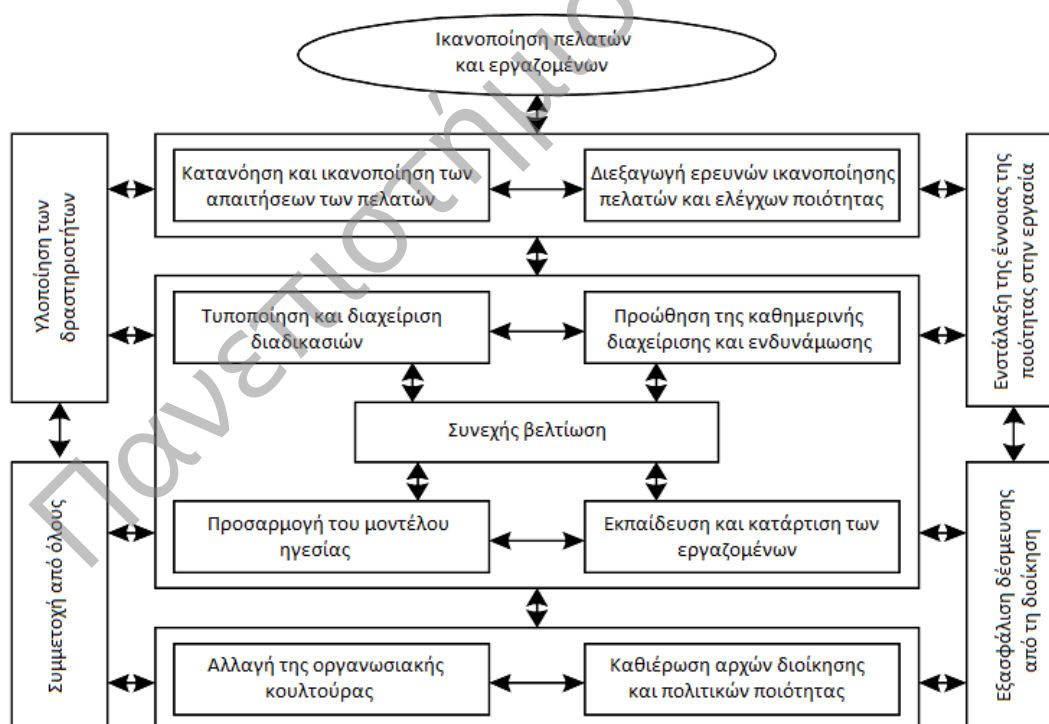 Ικανοποίηση πελατών
και εργαζομένων
Κατανόηση και ικανοποίηση των
απαιτήσεων των πελατών
Διεξαγωγή ερευνών ικανοποίησης
πελατών και ελέγχων ποιότητας
Υλοποίηση των
δραστηριοτήτων
Ενστάλαξη της έννοιας της
ποιότητας στην εργασία
Τυποποίηση και διαχείριση
διαδικασιών
Προώθηση της καθημερινής
διαχείρισης και ενδυνάμωσης
Συνεχής βελτίωση
Προσαρμογή του μοντέλου
ηγεσίας
Εκπαίδευση και κατάρτιση των
εργαζομένων
Συμμετοχή από όλους
Εξασφάλιση δέσμευσης
από τη διοίκηση
Αλλαγή της οργανωσιακής
κουλτούρας
Καθιέρωση αρχών διοίκησης
και πολιτικών ποιότητας
Πανεπιστήμιο